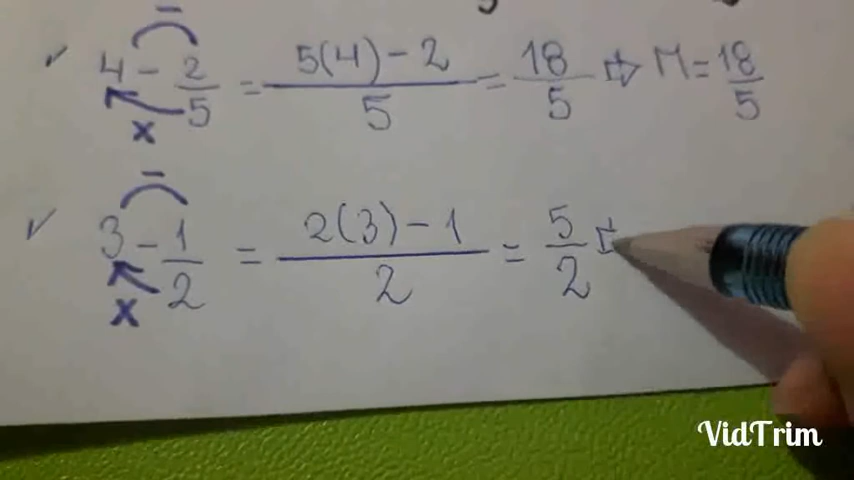 ✓ 4 - 2/5 = (5(4) - 2)/5 = 18/5 ⇨ M = 18/5
x
✓ 3 - 1/2 = (2(3) - 1)/2 = 5/2
x
VidTrim